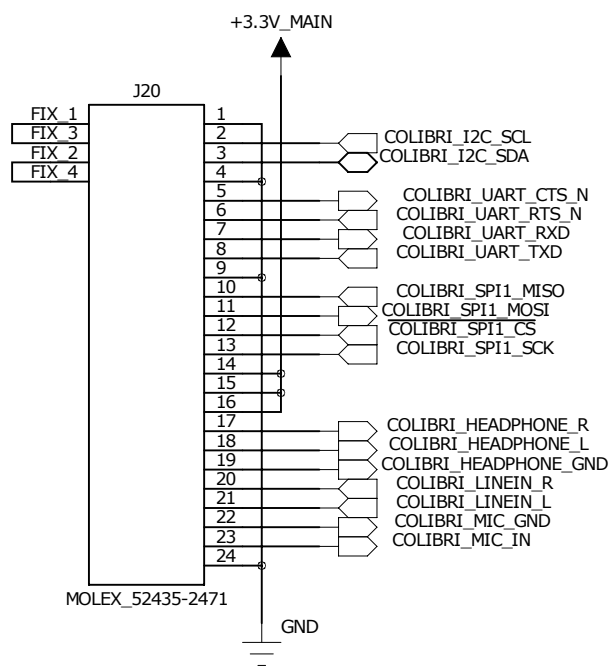 +3.3V_MAIN
J20
FIX_1
FIX_3
FIX_2
FIX_4
1
2 COLIBRI_I2C_SCL
3 COLIBRI_I2C_SDA
4
5 COLIBRI_UART_CTS_N
6 COLIBRI_UART_RTS_N
7 COLIBRI_UART_RXD
8 COLIBRI_UART_TXD
9
10 COLIBRI_SPI1_MISO
11 COLIBRI_SPI1_MOSI
12 COLIBRI_SPI1_CS
13 COLIBRI_SPI1_SCK
14
15
16
17 COLIBRI_HEADPHONE_R
18 COLIBRI_HEADPHONE_L
19 COLIBRI_HEADPHONE_GND
20 COLIBRI_LINEIN_R
21 COLIBRI_LINEIN_L
22 COLIBRI_MIC_GND
23 COLIBRI_MIC_IN
24
MOLEX_52435-2471
GND